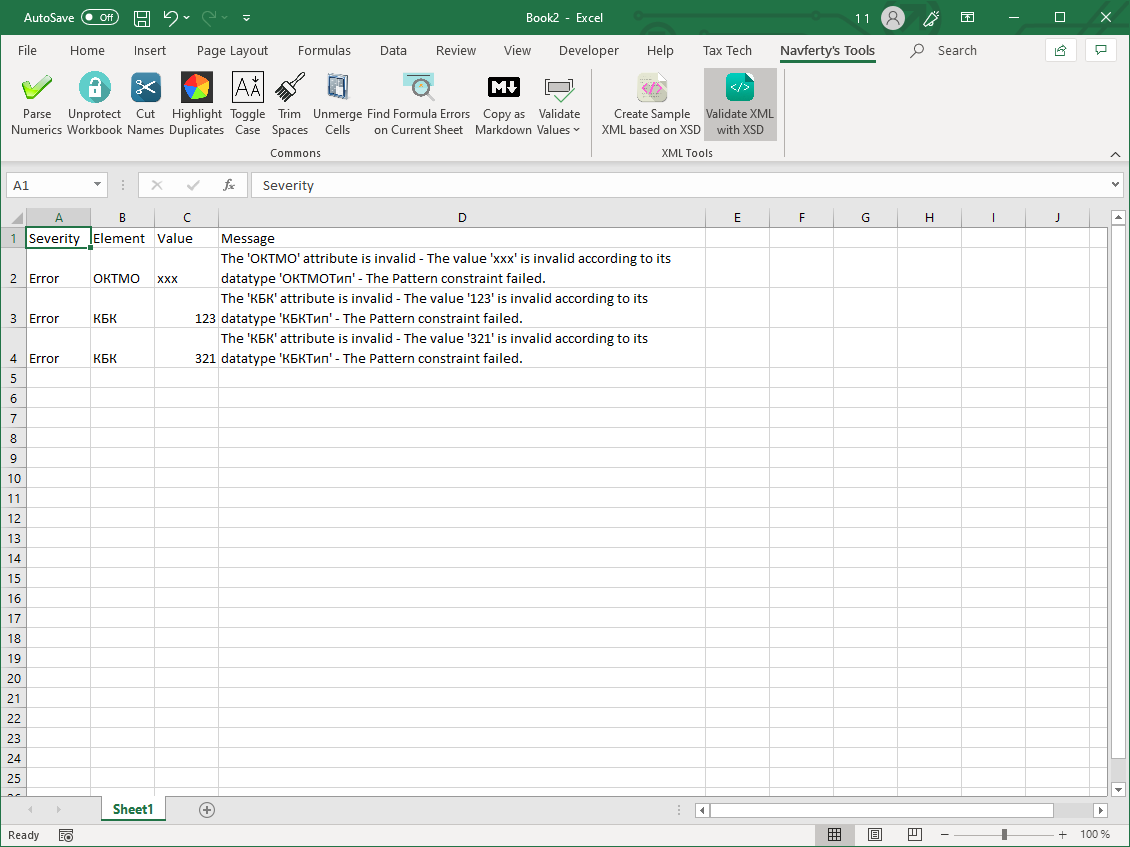 AutoSave Off Book2 - Excel 1 1
File Home Insert Page Layout Formulas Data Review View Developer Help Tax Tech Navferty's Tools Search
Parse Numerics
Unprotect Workbook
Cut Names
Highlight Duplicates
Toggle Case
Trim Spaces
Unmerge Cells
Find Formula Errors on Current Sheet
Copy as Markdown
Validate Values
Create Sample XML based on XSD
Validate XML with XSD
Commons XML Tools
A1 fx Severity
A B C D E F G H I J
1 Severity Element Value Message
The 'ОКТМО' attribute is invalid - The value 'xxx' is invalid according to its
2 Error ОКТМО xxx datatype 'ОКТМОТип' - The Pattern constraint failed.
The 'КБК' attribute is invalid - The value '123' is invalid according to its
3 Error КБК 123 datatype 'КБКТип' - The Pattern constraint failed.
The 'КБК' attribute is invalid - The value '321' is invalid according to its
4 Error КБК 321 datatype 'КБКТип' - The Pattern constraint failed.
5
6
7
8
9
10
11
12
13
14
15
16
17
18
19
20
21
22
23
24
25
Sheet1
Ready 100 %